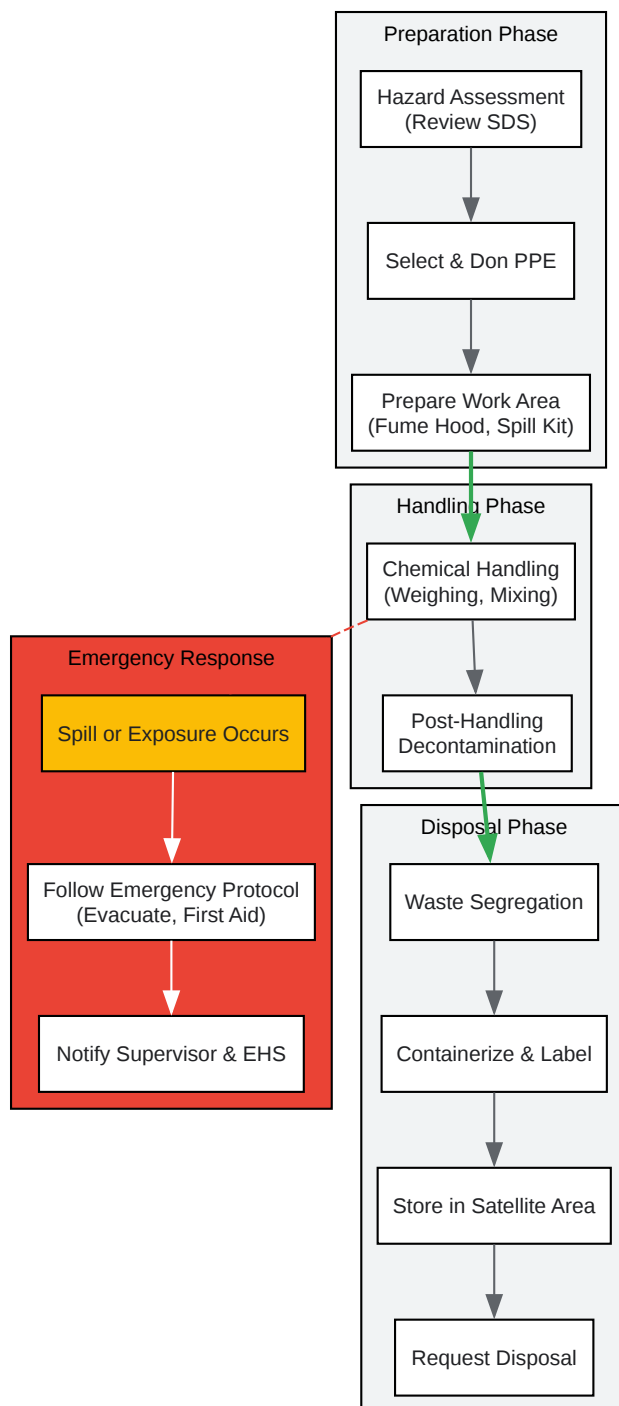 Preparation Phase
Hazard Assessment
(Review SDS)
Select & Don PPE
Prepare Work Area
(Fume Hood, Spill Kit)
Handling Phase
Chemical Handling
(Weighing, Mixing)
Post-Handling
Decontamination
Emergency Response
Spill or Exposure Occurs
Follow Emergency Protocol
(Evacuate, First Aid)
Notify Supervisor & EHS
Disposal Phase
Waste Segregation
Containerize & Label
Store in Satellite Area
Request Disposal